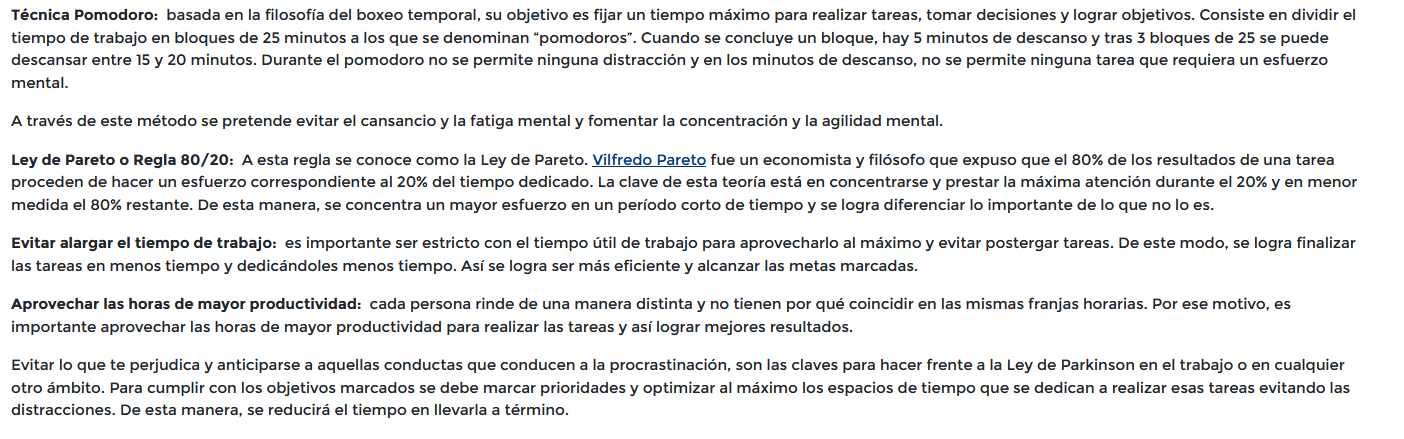 Técnica Pomodoro: basada en la filosofía del boxeo temporal, su objetivo es fijar un tiempo máximo para realizar tareas, tomar decisiones y lograr objetivos. Consiste en dividir el
tiempo de trabajo en bloques de 25 minutos a los que se denominan “pomodoros”. Cuando se concluye un bloque, hay 5 minutos de descanso y tras 3 bloques de 25 se puede
descansar entre 15 y 20 minutos. Durante el pomodoro no se permite ninguna distracción y en los minutos de descanso, no se permite ninguna tarea que requiera un esfuerzo
mental.
A través de este método se pretende evitar el cansancio y la fatiga mental y fomentar la concentración y la agilidad mental.
Ley de Pareto o Regla 80/20: A esta regla se conoce como la Ley de Pareto. Vilfredo Pareto fue un economista y filósofo que expuso que el 80% de los resultados de una tarea
proceden de hacer un esfuerzo correspondiente al 20% del tiempo dedicado. La clave de esta teoría está en concentrarse y prestar la máxima atención durante el 20% y en menor
medida el 80% restante. De esta manera, se concentra un mayor esfuerzo en un período corto de tiempo y se logra diferenciar lo importante de lo que no lo es.
Evitar alargar el tiempo de trabajo: es importante ser estricto con el tiempo útil de trabajo para aprovecharlo al máximo y evitar postergar tareas. De este modo, se logra finalizar
las tareas en menos tiempo y dedicándoles menos tiempo. Así se logra ser más eficiente y alcanzar las metas marcadas.
Aprovechar las horas de mayor productividad: cada persona rinde de una manera distinta y no tienen por qué coincidir en las mismas franjas horarias. Por ese motivo, es
importante aprovechar las horas de mayor productividad para realizar las tareas y así lograr mejores resultados.
Evitar lo que te perjudica y anticiparse a aquellas conductas que conducen a la procrastinación, son las claves para hacer frente a la Ley de Parkinson en el trabajo o en cualquier
otro ámbito. Para cumplir con los objetivos marcados se debe marcar prioridades y optimizar al máximo los espacios de tiempo que se dedican a realizar esas tareas evitando las
distracciones. De esta manera, se reducirá el tiempo en llevarla a término.